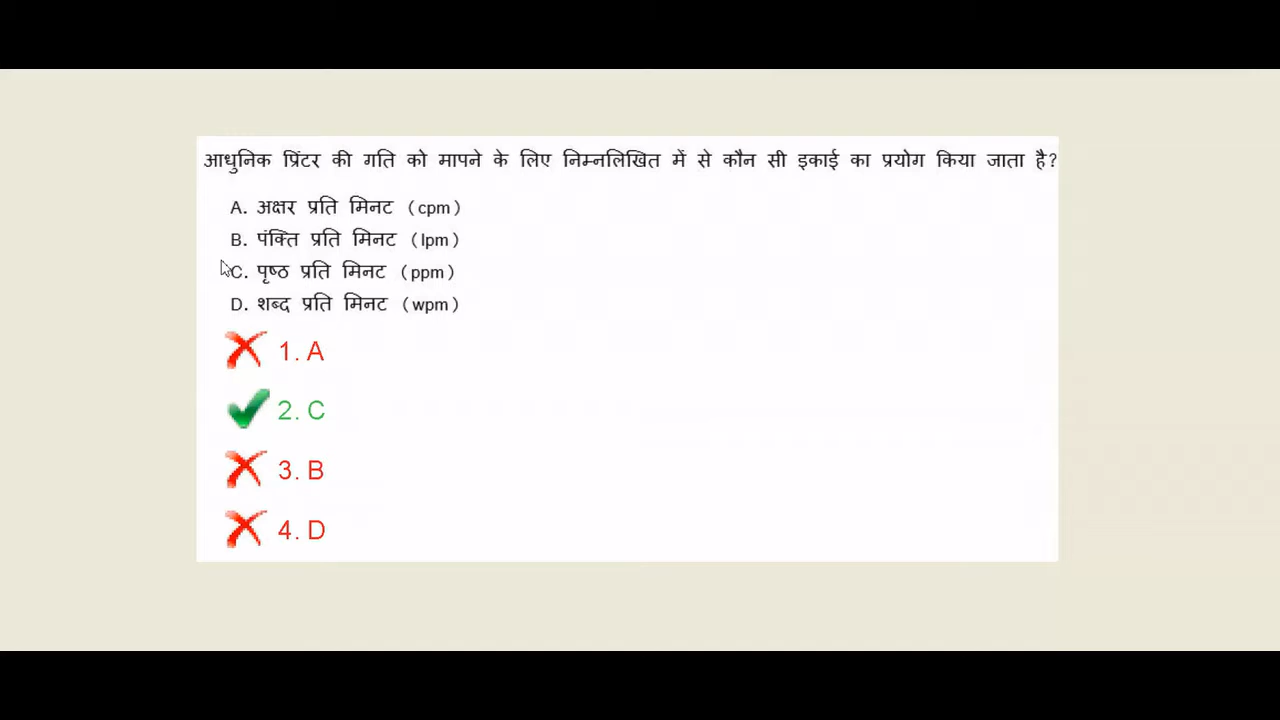 आधुनिक प्रिंटर की गति को मापने के लिए निम्नलिखित में से कौन सी इकाई का प्रयोग किया जाता है?
A. अक्षर प्रति मिनट (cpm)
B. पंक्ति प्रति मिनट (lpm)
C. पृष्ठ प्रति मिनट (ppm)
D. शब्द प्रति मिनट (wpm)
1. A
2. C
3. B
4. D